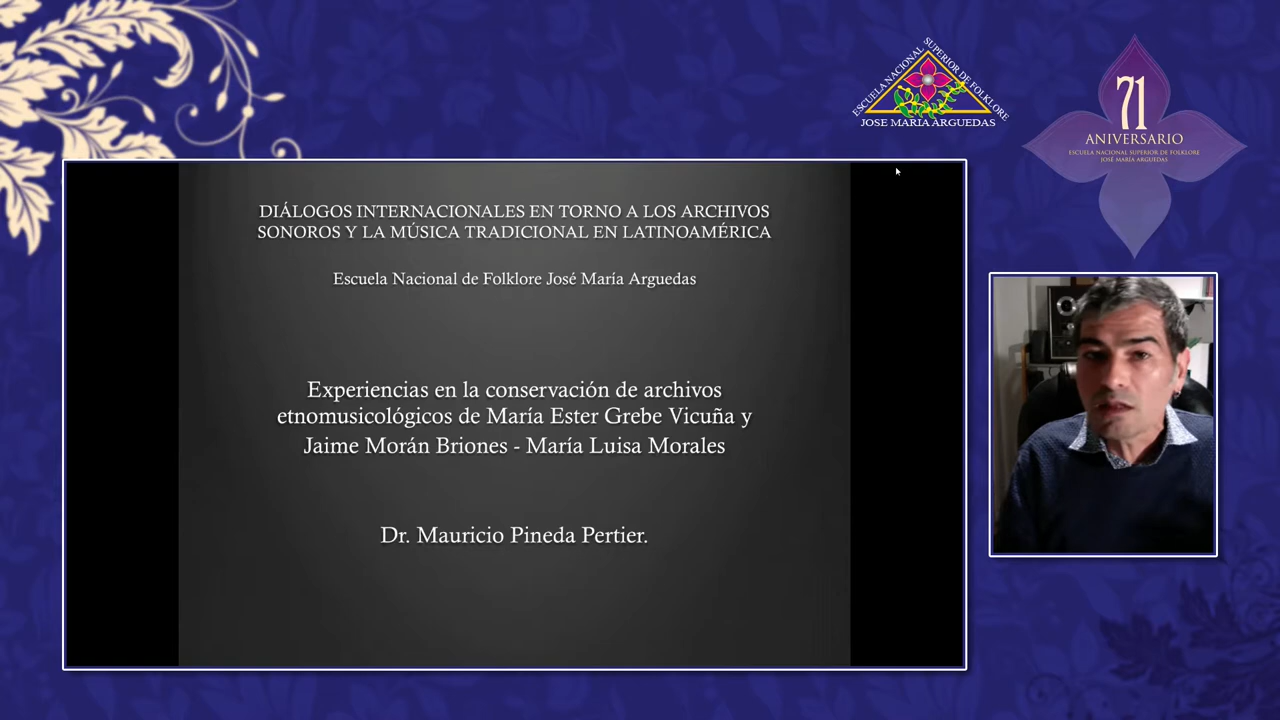 ESCUELA NACIONAL SUPERIOR DE FOLKLORE
JOSE MARIA ARGUEDAS
71
ANIVERSARIO
ESCUELA NACIONAL SUPERIOR DE FOLKLORE
JOSÉ MARÍA ARGUEDAS
DIÁLOGOS INTERNACIONALES EN TORNO A LOS ARCHIVOS
SONOROS Y LA MÚSICA TRADICIONAL EN LATINOAMÉRICA
Escuela Nacional de Folklore José María Arguedas
Experiencias en la conservación de archivos
etnomusicológicos de María Ester Grebe Vicuña y
Jaime Morán Briones - María Luisa Morales
Dr. Mauricio Pineda Pertier.